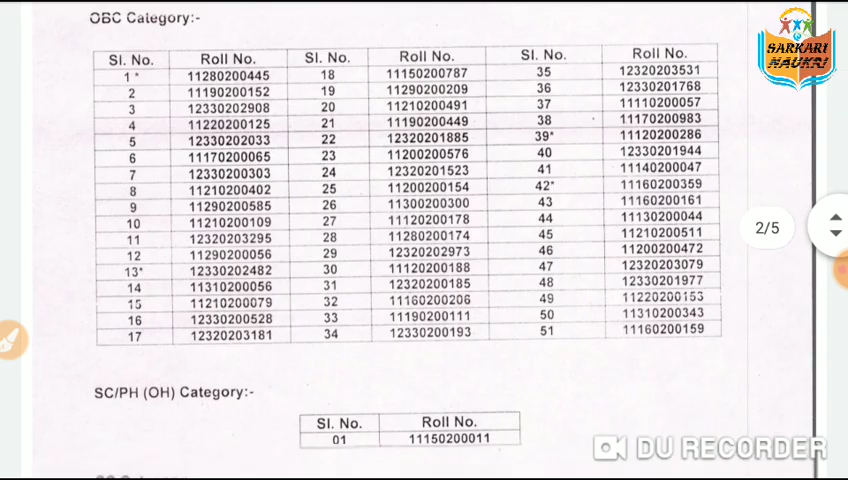 OBC Category:-
SARKARI
NAUKRI
Sl. No. Roll No. Sl. No. Roll No. Sl. No. Roll No.
1* 11280200445 18 11150200787 35 12320203531
2 11190200152 19 11290200209 36 12330201768
3 12330202908 20 11210200491 37 11110200057
4 11220200125 21 11190200449 38 11170200983
5 12330202033 22 12320201885 39* 11120200286
6 11170200065 23 11200200576 40 12330201944
7 12330200303 24 12320201523 41 11140200047
8 11210200402 25 11200200154 42* 11160200359
9 11290200585 26 11300200300 43 11160200161
10 11210200109 27 11120200178 44 11130200044
11 12320203295 28 11280200174 45 11210200511
12 11290200056 29 12320202973 46 11200200472
13* 12330202482 30 11120200188 47 12320203079
14 11310200056 31 12320200185 48 12330201977
15 11210200079 32 11160200206 49 11220200153
16 12330200528 33 11190200111 50 11310200343
17 12320203181 34 12330200193 51 11160200159
2/5
SC/PH (OH) Category:-
Sl. No. Roll No.
01 11150200011
DU RECORDER